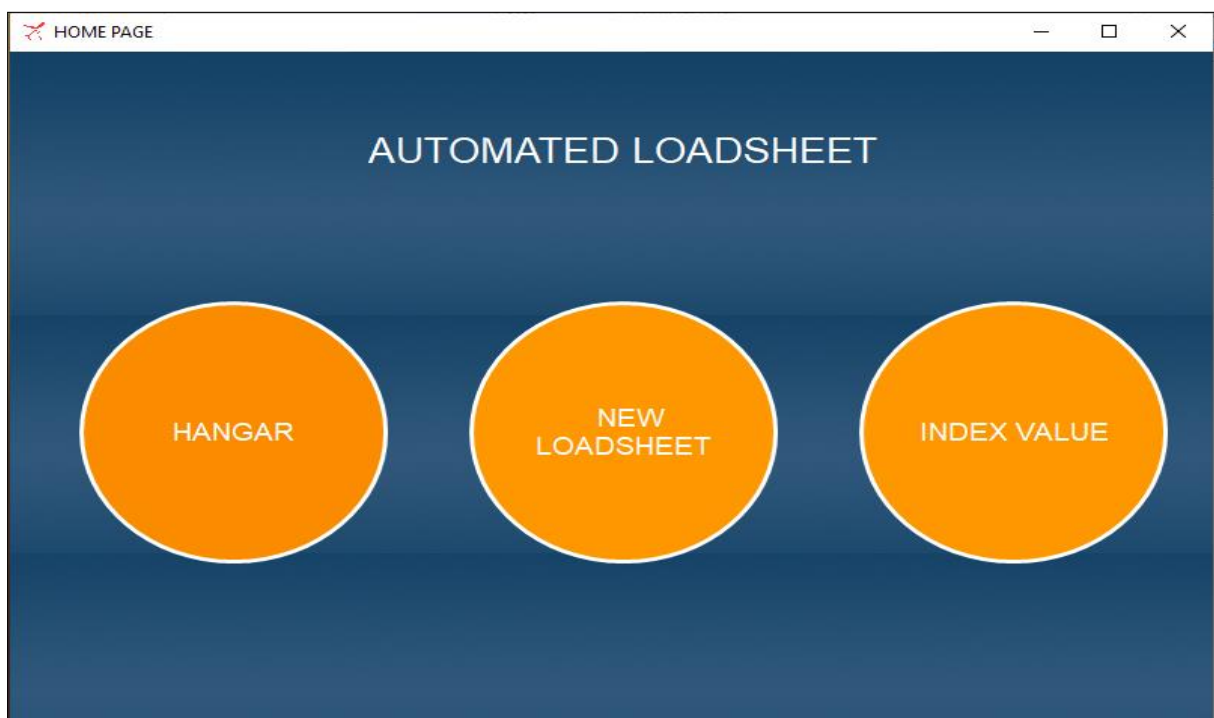 HOME PAGE
AUTOMATED LOADSHEET
HANGAR
NEW
LOADSHEET
INDEX VALUE